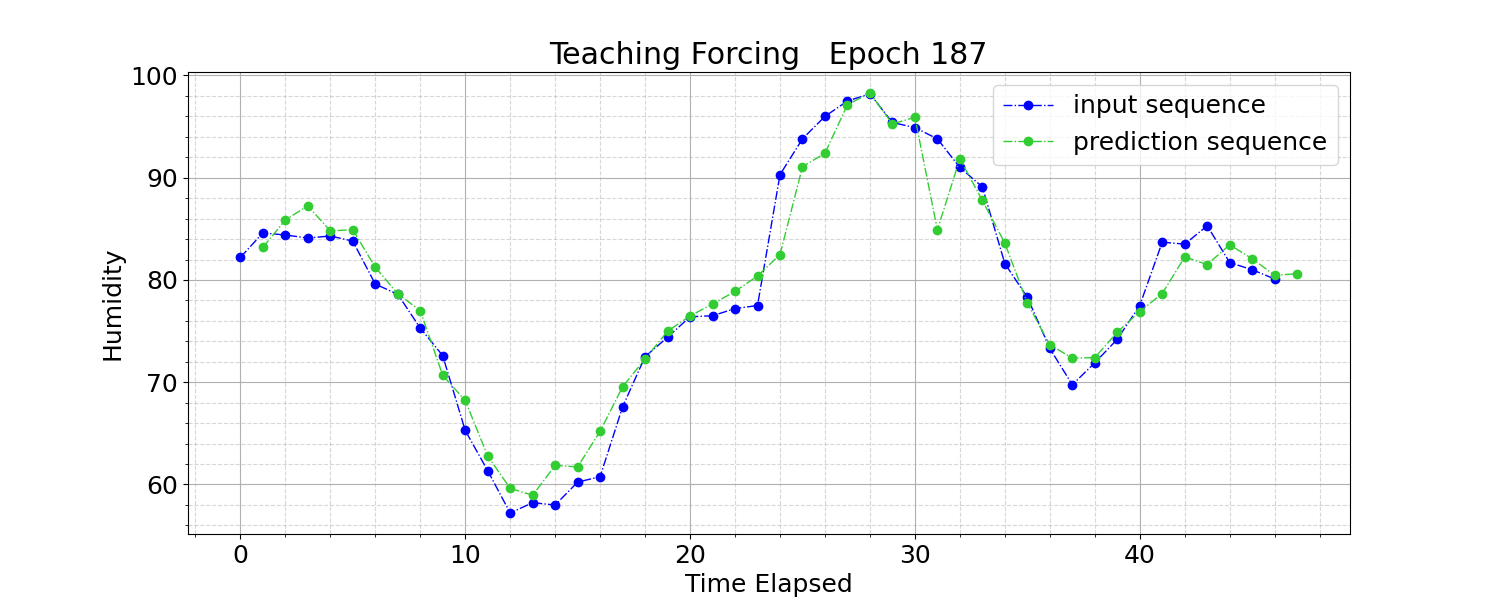 Teaching Forcing   Epoch 187
100
90
80
70
60
Humidity
input sequence
prediction sequence
0 10 20 30 40
Time Elapsed